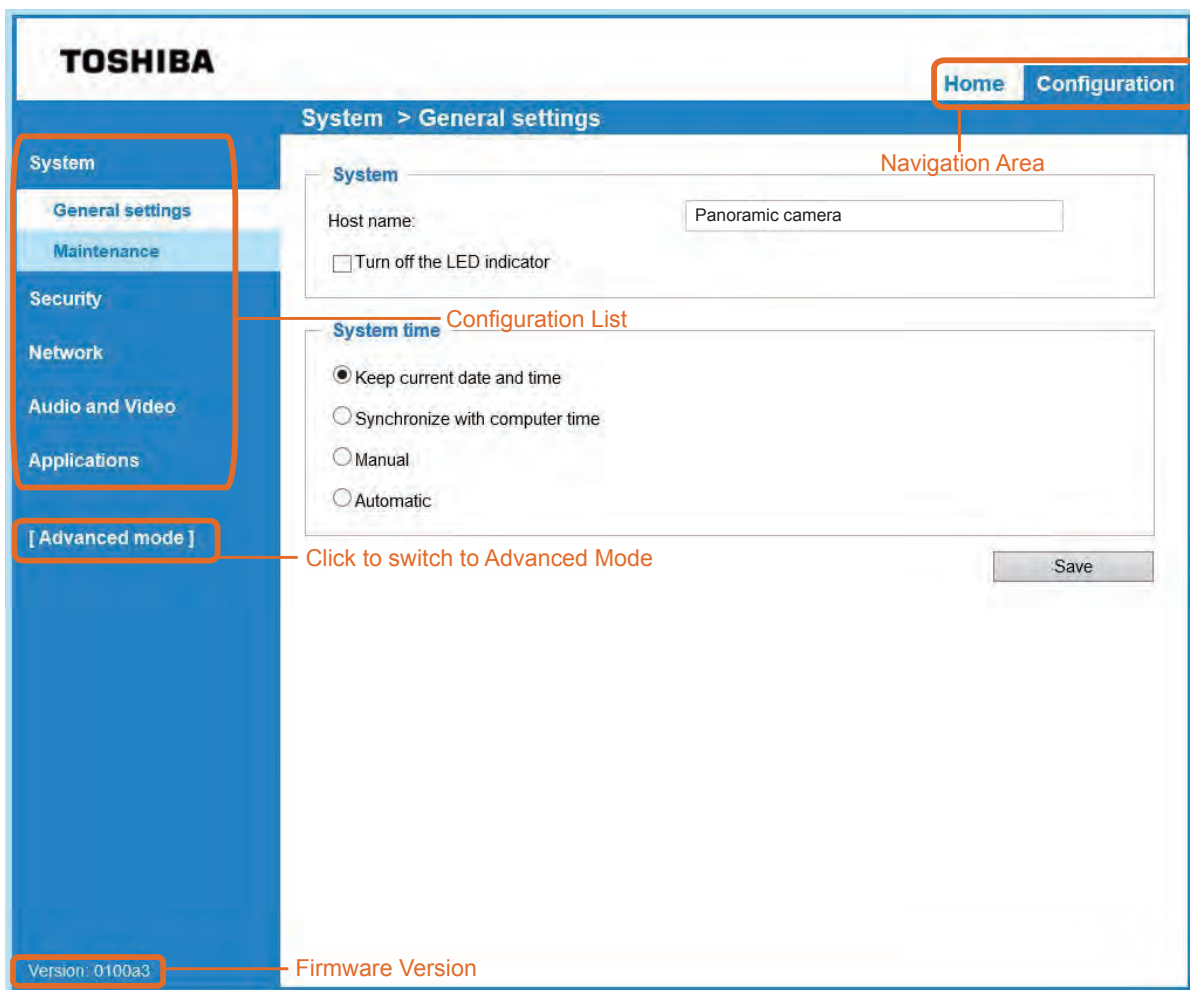 TOSHIBA
Home Configuration
System > General settings
Navigation Area
System
General settings
Maintenance
Security
Network
Audio and Video
Applications
[ Advanced mode ]
Version: 0100a3
System
Host name: Panoramic camera
Turn off the LED indicator
Configuration List
System time
Keep current date and time
Synchronize with computer time
Manual
Automatic
Click to switch to Advanced Mode
Save
Firmware Version